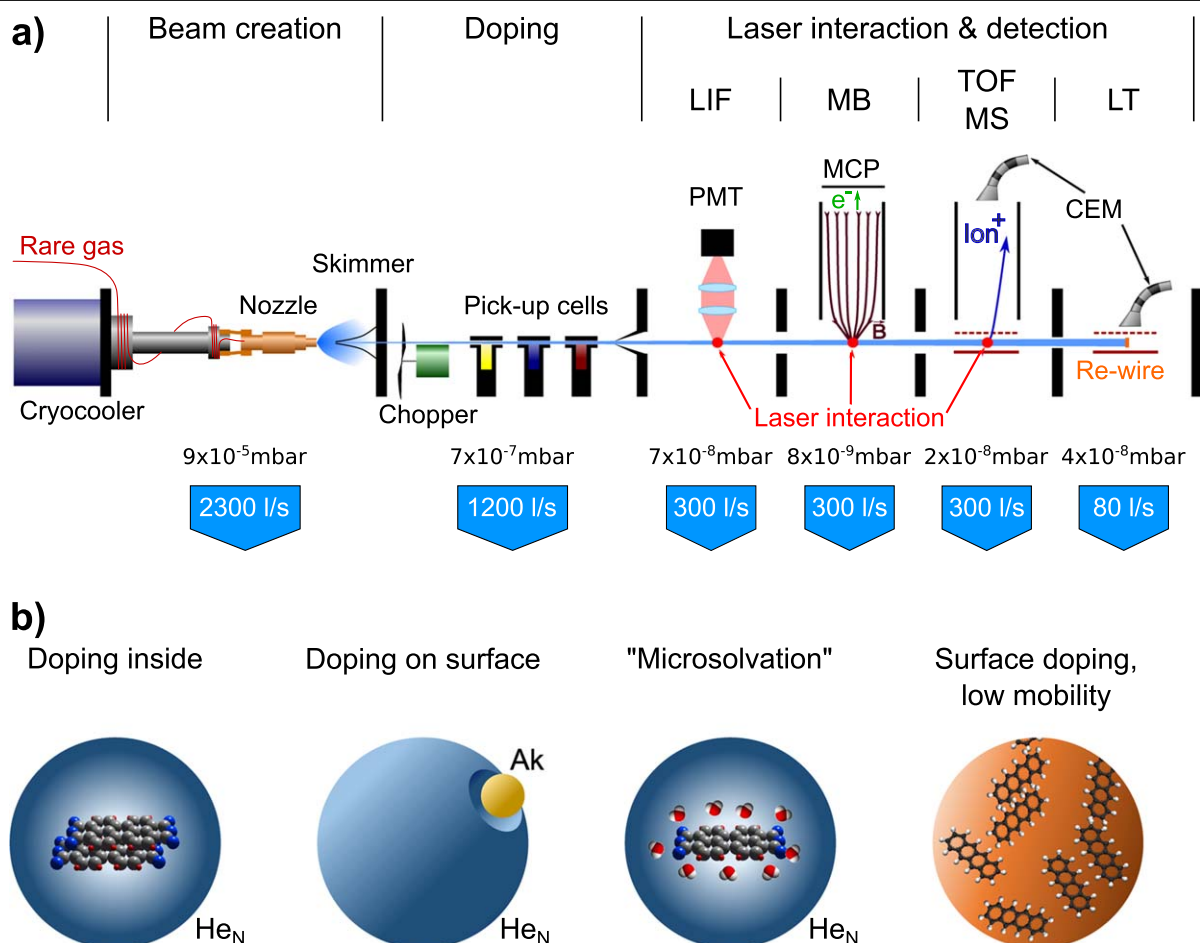 a)
Beam creation
Doping
Laser interaction & detection
LIF
MB
TOF
MS
LT
MCP
e⁻
PMT
CEM
Ion⁺
Rare gas
Skimmer
Nozzle
Pick-up cells
B⃗
Re-wire
Cryocooler
Chopper
Laser interaction
9x10⁻⁵mbar
7x10⁻⁷mbar
7x10⁻⁸mbar
8x10⁻⁹mbar
2x10⁻⁸mbar
4x10⁻⁸mbar
2300 l/s
1200 l/s
300 l/s
300 l/s
300 l/s
80 l/s
b)
Doping inside
Doping on surface
"Microsolvation"
Surface doping,
low mobility
Ak
He_N
He_N
He_N